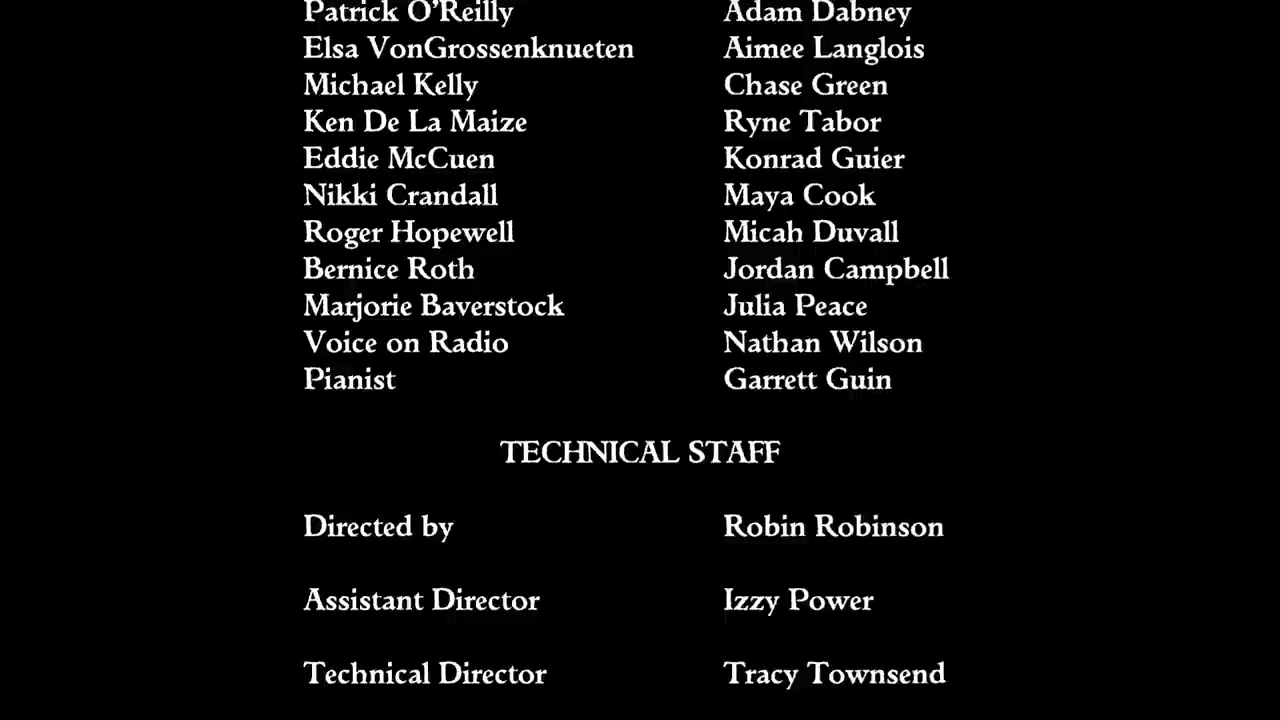 Patrick O'Reilly Adam Dabney
Elsa VonGrossenknueten Aimee Langlois
Michael Kelly Chase Green
Ken De La Maize Ryne Tabor
Eddie McCuen Konrad Guier
Nikki Crandall Maya Cook
Roger Hopewell Micah Duvall
Bernice Roth Jordan Campbell
Marjorie Baverstock Julia Peace
Voice on Radio Nathan Wilson
Pianist Garrett Guin
TECHNICAL STAFF
Directed by Robin Robinson
Assistant Director Izzy Power
Technical Director Tracy Townsend